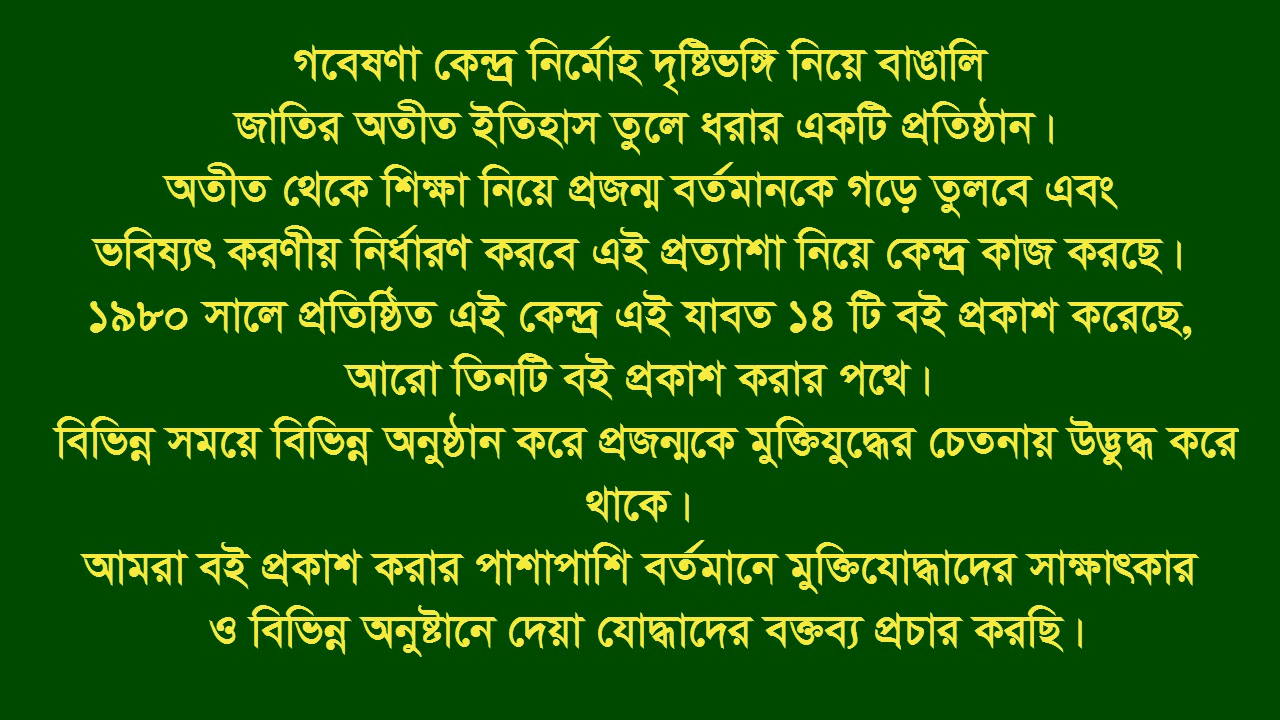 গবেষণা কেন্দ্র নির্মোহ দৃষ্টিভঙ্গি নিয়ে বাঙালি
জাতির অতীত ইতিহাস তুলে ধরার একটি প্রতিষ্ঠান।
অতীত থেকে শিক্ষা নিয়ে প্রজন্ম বর্তমানকে গড়ে তুলবে এবং
ভবিষ্যৎ করণীয় নির্ধারণ করবে এই প্রত্যাশা নিয়ে কেন্দ্র কাজ করছে।
১৯৮০ সালে প্রতিষ্ঠিত এই কেন্দ্র এই যাবত ১৪ টি বই প্রকাশ করেছে,
আরো তিনটি বই প্রকাশ করার পথে।
বিভিন্ন সময়ে বিভিন্ন অনুষ্ঠান করে প্রজন্মকে মুক্তিযুদ্ধের চেতনায় উদ্ভুদ্ধ করে
থাকে।
আমরা বই প্রকাশ করার পাশাপাশি বর্তমানে মুক্তিযোদ্ধাদের সাক্ষাৎকার
ও বিভিন্ন অনুষ্টানে দেয়া যোদ্ধাদের বক্তব্য প্রচার করছি।